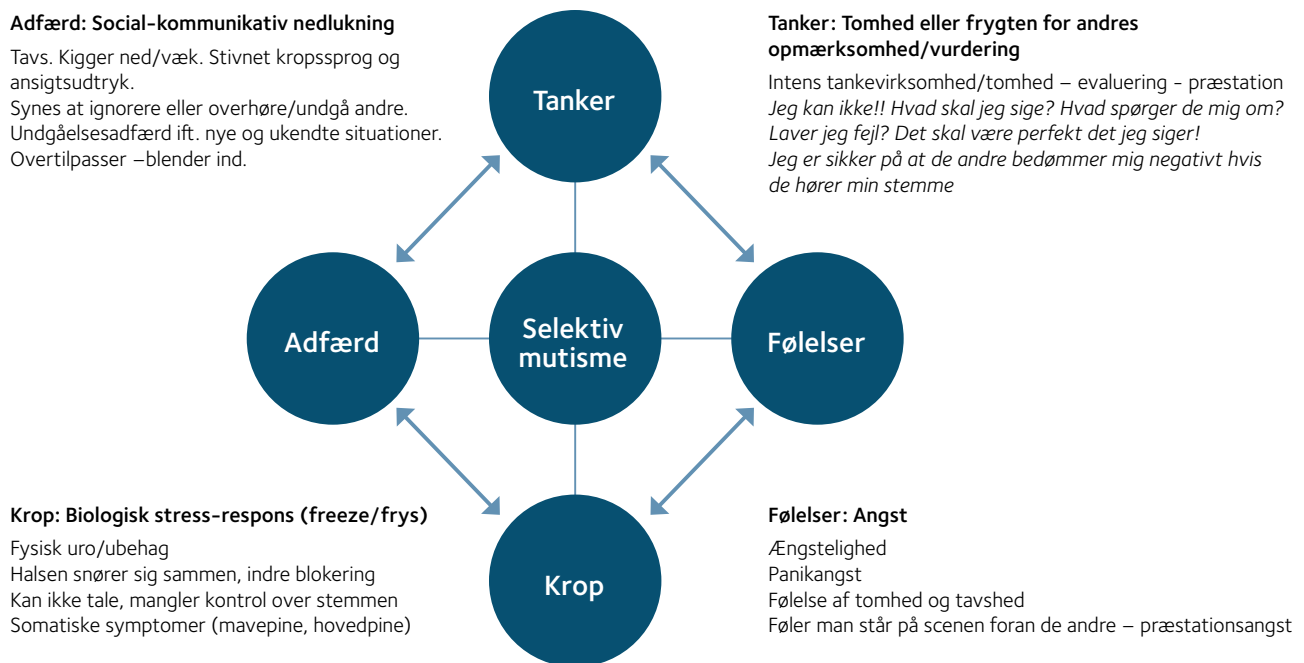 Adfærd: Social-kommunikativ nedlukning
Tavs. Kigger ned/væk. Stivnet kropssprog og
ansigtsudtryk.
Synes at ignorere eller overhøre/undgå andre.
Undgåelsesadfærd ift. nye og ukendte situationer.
Overtilpasser –blender ind.
Tanker: Tomhed eller frygten for andres
opmærksomhed/vurdering
Intens tankevirksomhed/tomhed – evaluering - præstation
Jeg kan ikke!! Hvad skal jeg sige? Hvad spørger de mig om?
Laver jeg fejl? Det skal være perfekt det jeg siger!
Jeg er sikker på at de andre bedømmer mig negativt hvis
de hører min stemme
Tanker
Adfærd
Selektiv
mutisme
Følelser
Krop
Krop: Biologisk stress-respons (freeze/frys)
Fysisk uro/ubehag
Halsen snører sig sammen, indre blokering
Kan ikke tale, mangler kontrol over stemmen
Somatiske symptomer (mavepine, hovedpine)
Følelser: Angst
Ængstelighed
Panikangst
Følelse af tomhed og tavshed
Føler man står på scenen foran de andre – præstationsangst